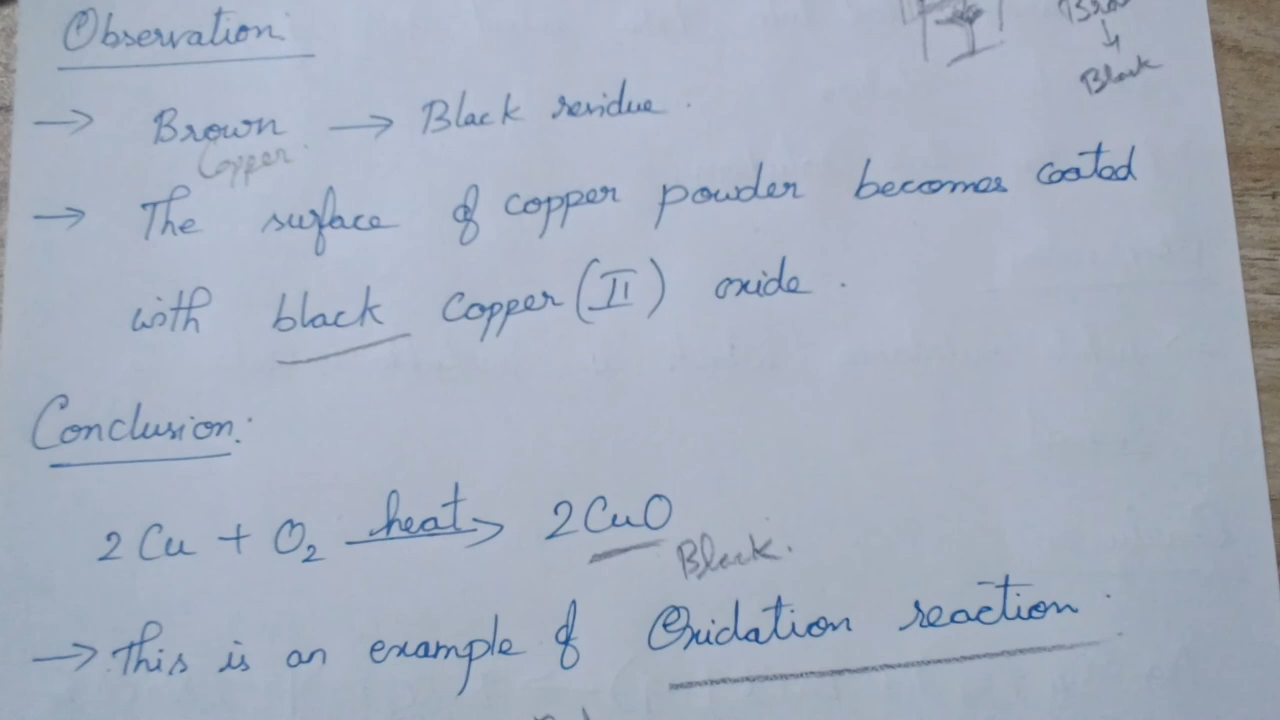 Observation
Brown
↓
Black
→ Brown → Black residue.
Copper
→ The surface of copper powder becomes coated
with black Copper (II) oxide.
Conclusion:
2Cu + O₂ heat→ 2CuO
Black.
→ This is an example of Oxidation reaction.